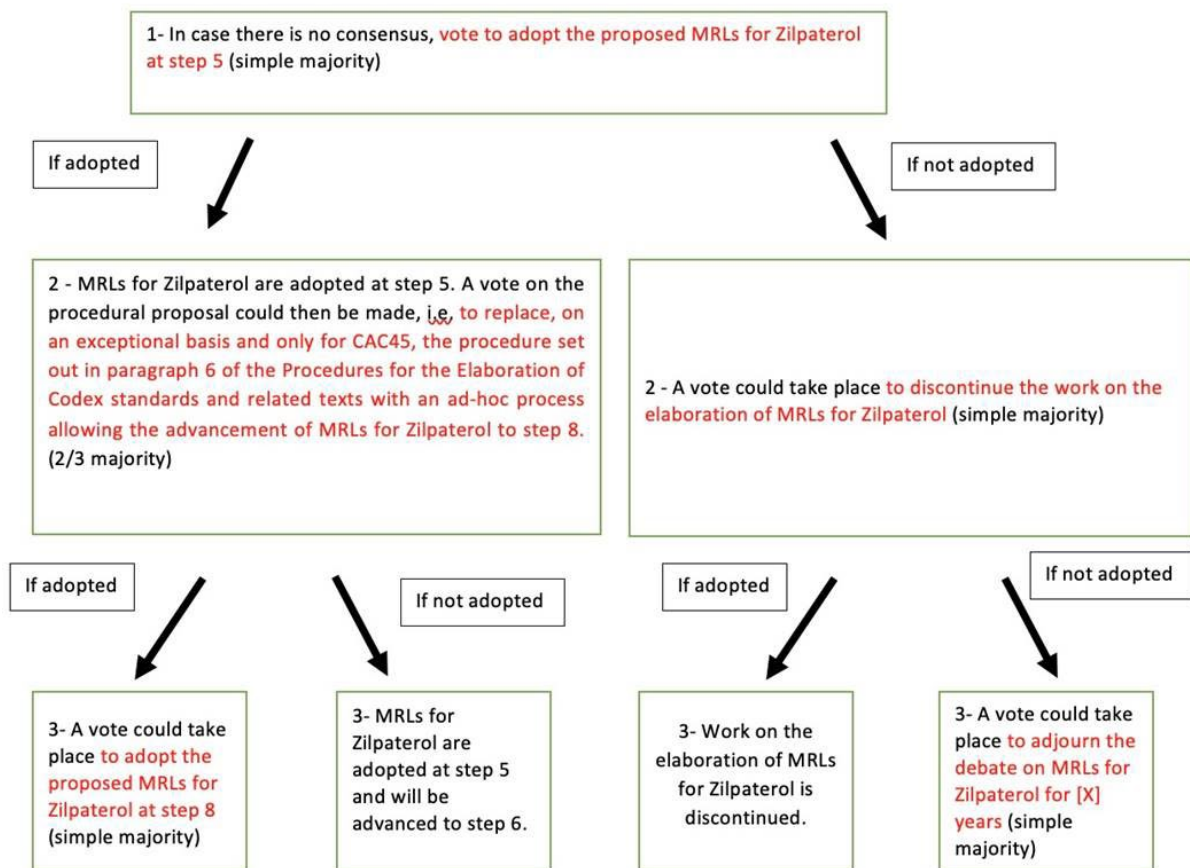 1- In case there is no consensus, vote to adopt the proposed MRLs for Zilpaterol
at step 5 (simple majority)
If adopted
If not adopted
2 - MRLs for Zilpaterol are adopted at step 5. A vote on the
procedural proposal could then be made, i.e, to replace, on
an exceptional basis and only for CAC45, the procedure set
out in paragraph 6 of the Procedures for the Elaboration of
Codex standards and related texts with an ad-hoc process
allowing the advancement of MRLs for Zilpaterol to step 8.
(2/3 majority)
2 - A vote could take place to discontinue the work on the
elaboration of MRLs for Zilpaterol (simple majority)
If adopted
If not adopted
If adopted
If not adopted
3- A vote could take
place to adopt the
proposed MRLs for
Zilpaterol at step 8
(simple majority)
3- MRLs for
Zilpaterol are
adopted at step 5
and will be
advanced to step 6.
3- Work on the
elaboration of MRLs
for Zilpaterol is
discontinued.
3- A vote could take
place to adjourn the
debate on MRLs for
Zilpaterol for [X]
years (simple
majority)